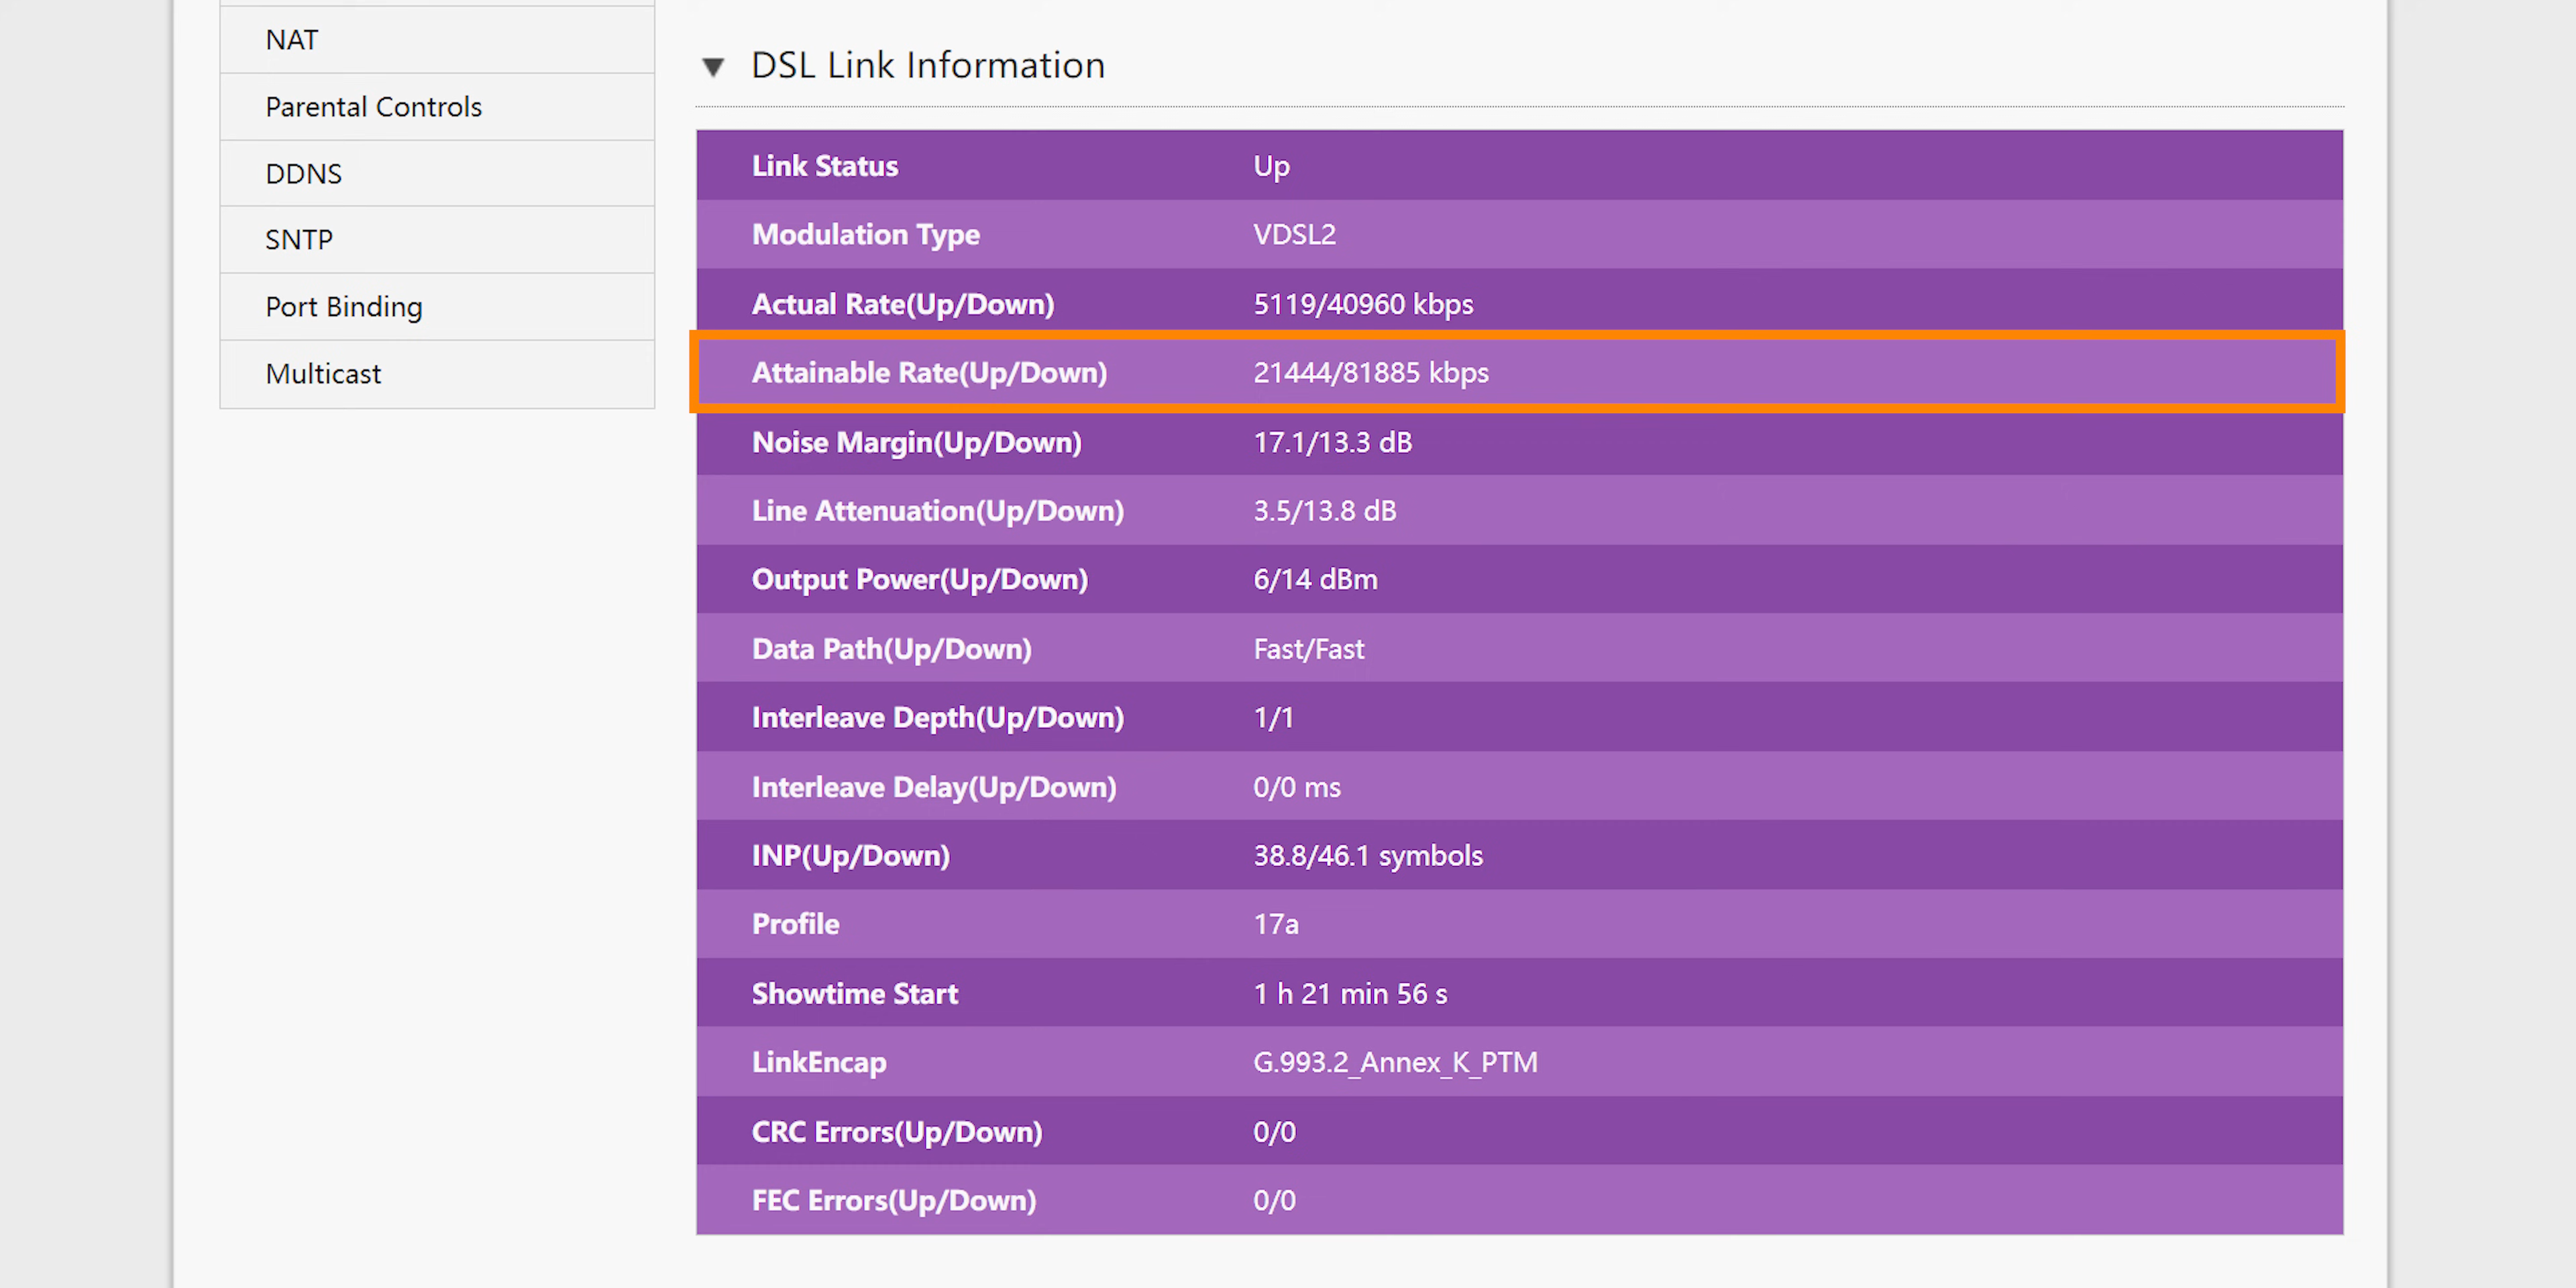 NAT
Parental Controls
DDNS
SNTP
Port Binding
Multicast
DSL Link Information
Link Status Up
Modulation Type VDSL2
Actual Rate(Up/Down) 5119/40960 kbps
Attainable Rate(Up/Down) 21444/81885 kbps
Noise Margin(Up/Down) 17.1/13.3 dB
Line Attenuation(Up/Down) 3.5/13.8 dB
Output Power(Up/Down) 6/14 dBm
Data Path(Up/Down) Fast/Fast
Interleave Depth(Up/Down) 1/1
Interleave Delay(Up/Down) 0/0 ms
INP(Up/Down) 38.8/46.1 symbols
Profile 17a
Showtime Start 1 h 21 min 56 s
LinkEncap G.993.2_Annex_K_PTM
CRC Errors(Up/Down) 0/0
FEC Errors(Up/Down) 0/0